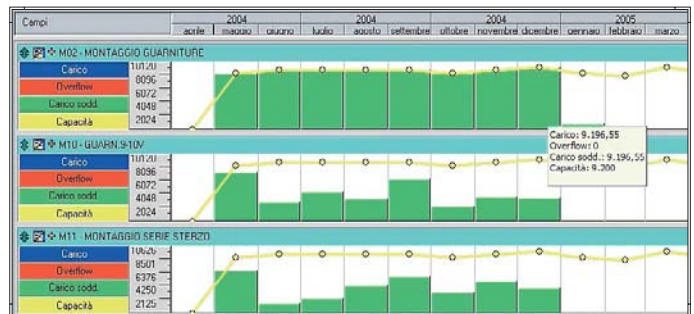 Campi 2004 2004 2004 2005
aprile maggio giugno luglio agosto settembre ottobre novembre dicembre gennaio febbraio marzo
M02 - MONTAGGIO GUARNITURE
Carico 10120
Overflow 8096
6072
Carico sodd. 4048
Capacità 2024
Carico: 9.196,55
Overflow: 0
Carico sodd.: 9.196,55
Capacità: 9.200
M10 - GUARN.9-10V
Carico 10120
Overflow 8096
6072
Carico sodd. 4048
Capacità 2024
M11 - MONTAGGIO SERIE STERZO
Carico 10626
Overflow 8501
6376
Carico sodd. 4250
Capacità 2125